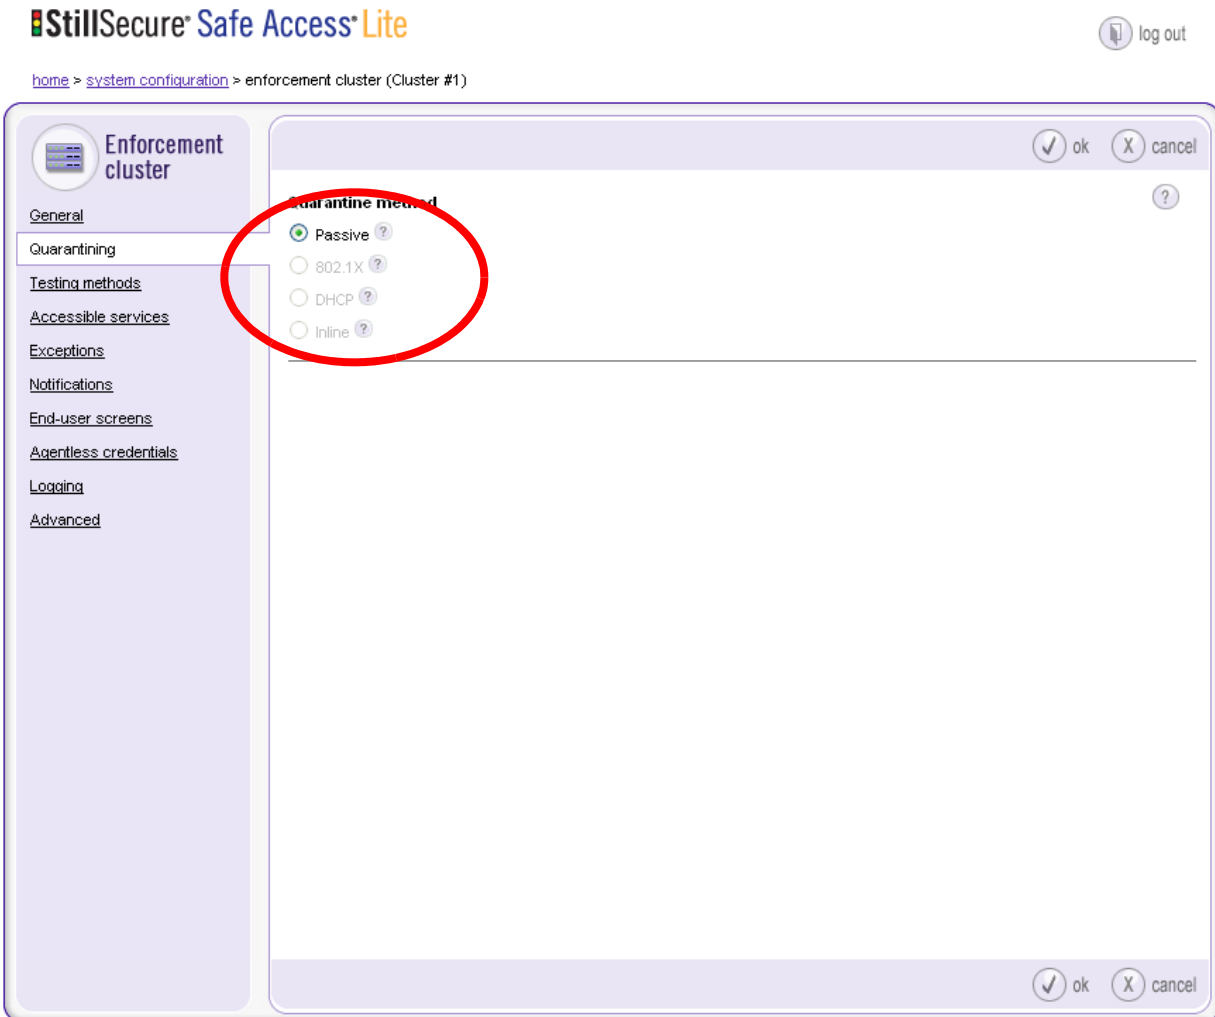 StillSecure® Safe Access® Lite
log out
home > system configuration > enforcement cluster (Cluster #1)
Enforcement
cluster
ok
X cancel
General
Quarantining
Testing methods
Accessible services
Exceptions
Notifications
End-user screens
Agentless credentials
Logging
Advanced
Quarantine method
?
Passive ?
802.1X ?
DHCP ?
Inline ?
ok
X cancel